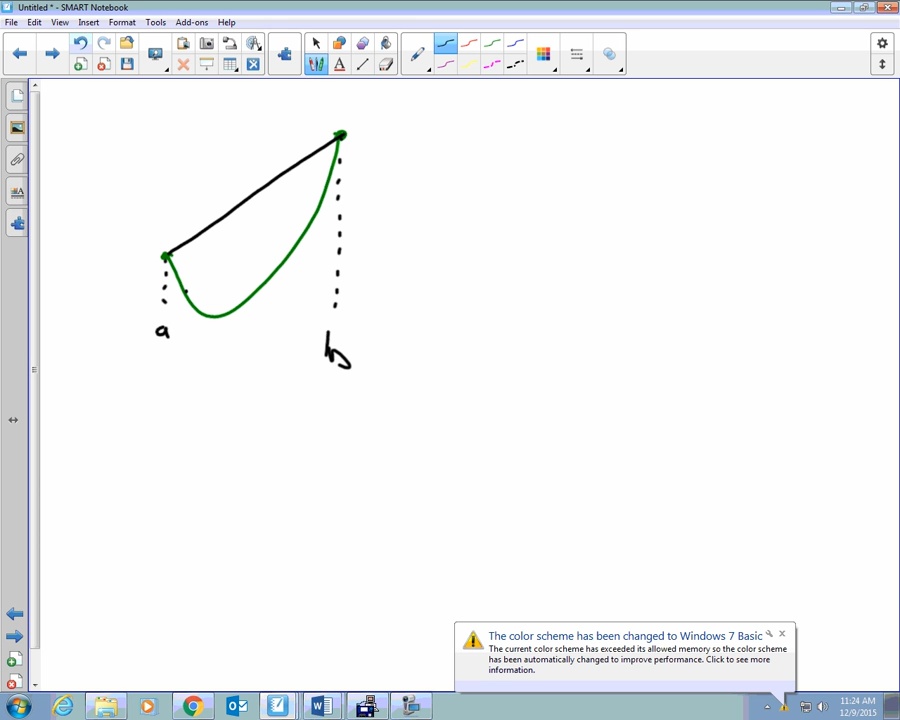 Untitled * - SMART Notebook
File Edit View Insert Format Tools Add-ons Help
a
b
The color scheme has been changed to Windows 7 Basic
The current color scheme has exceeded its allowed memory so the color scheme
has been automatically changed to improve performance. Click to see more
information.
11:24 AM
12/9/2015